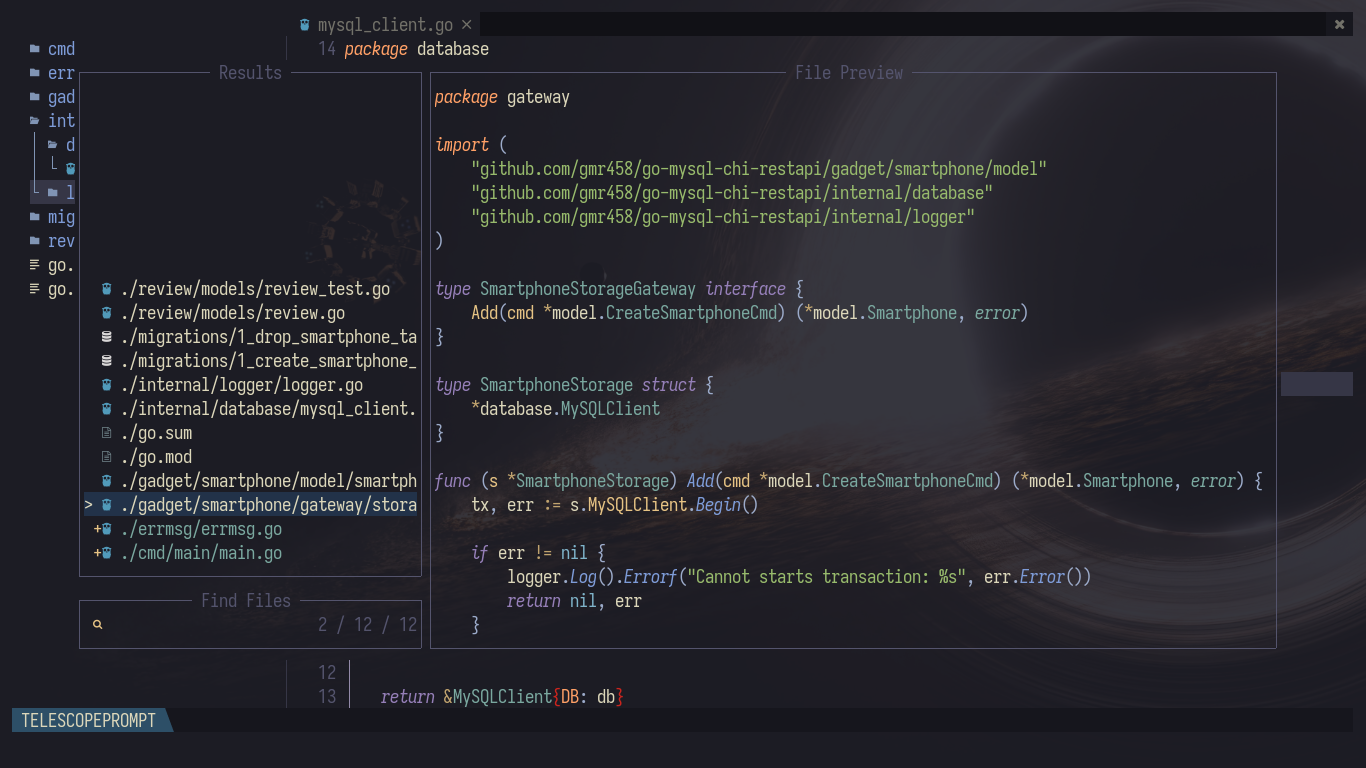 mysql_client.go ×
cmd
err
gad
int
d
l
mig
rev
go.
go.
14 package database
Results
./review/models/review_test.go
./review/models/review.go
./migrations/1_drop_smartphone_ta
./migrations/1_create_smartphone_
./internal/logger/logger.go
./internal/database/mysql_client.
./go.sum
./go.mod
./gadget/smartphone/model/smartph
> ./gadget/smartphone/gateway/stora
+ ./errmsg/errmsg.go
+ ./cmd/main/main.go
Find Files
2 / 12 / 12
File Preview
package gateway
import (
"github.com/gmr458/go-mysql-chi-restapi/gadget/smartphone/model"
"github.com/gmr458/go-mysql-chi-restapi/internal/database"
"github.com/gmr458/go-mysql-chi-restapi/internal/logger"
)
type SmartphoneStorageGateway interface {
Add(cmd *model.CreateSmartphoneCmd) (*model.Smartphone, error)
}
type SmartphoneStorage struct {
*database.MySQLClient
}
func (s *SmartphoneStorage) Add(cmd *model.CreateSmartphoneCmd) (*model.Smartphone, error) {
tx, err := s.MySQLClient.Begin()
if err != nil {
logger.Log().Errorf("Cannot starts transaction: %s", err.Error())
return nil, err
}
12
13 return &MySQLClient{DB: db}
TELESCOPEPROMPT